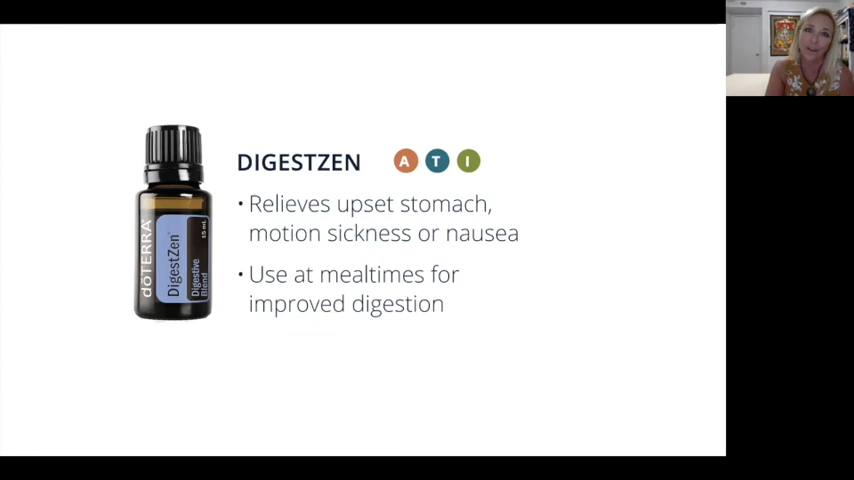 DIGESTZEN A T I
• Relieves upset stomach,
motion sickness or nausea
• Use at mealtimes for
improved digestion
dōTERRA®
DigestZen™
Digestive
Blend
15 mL